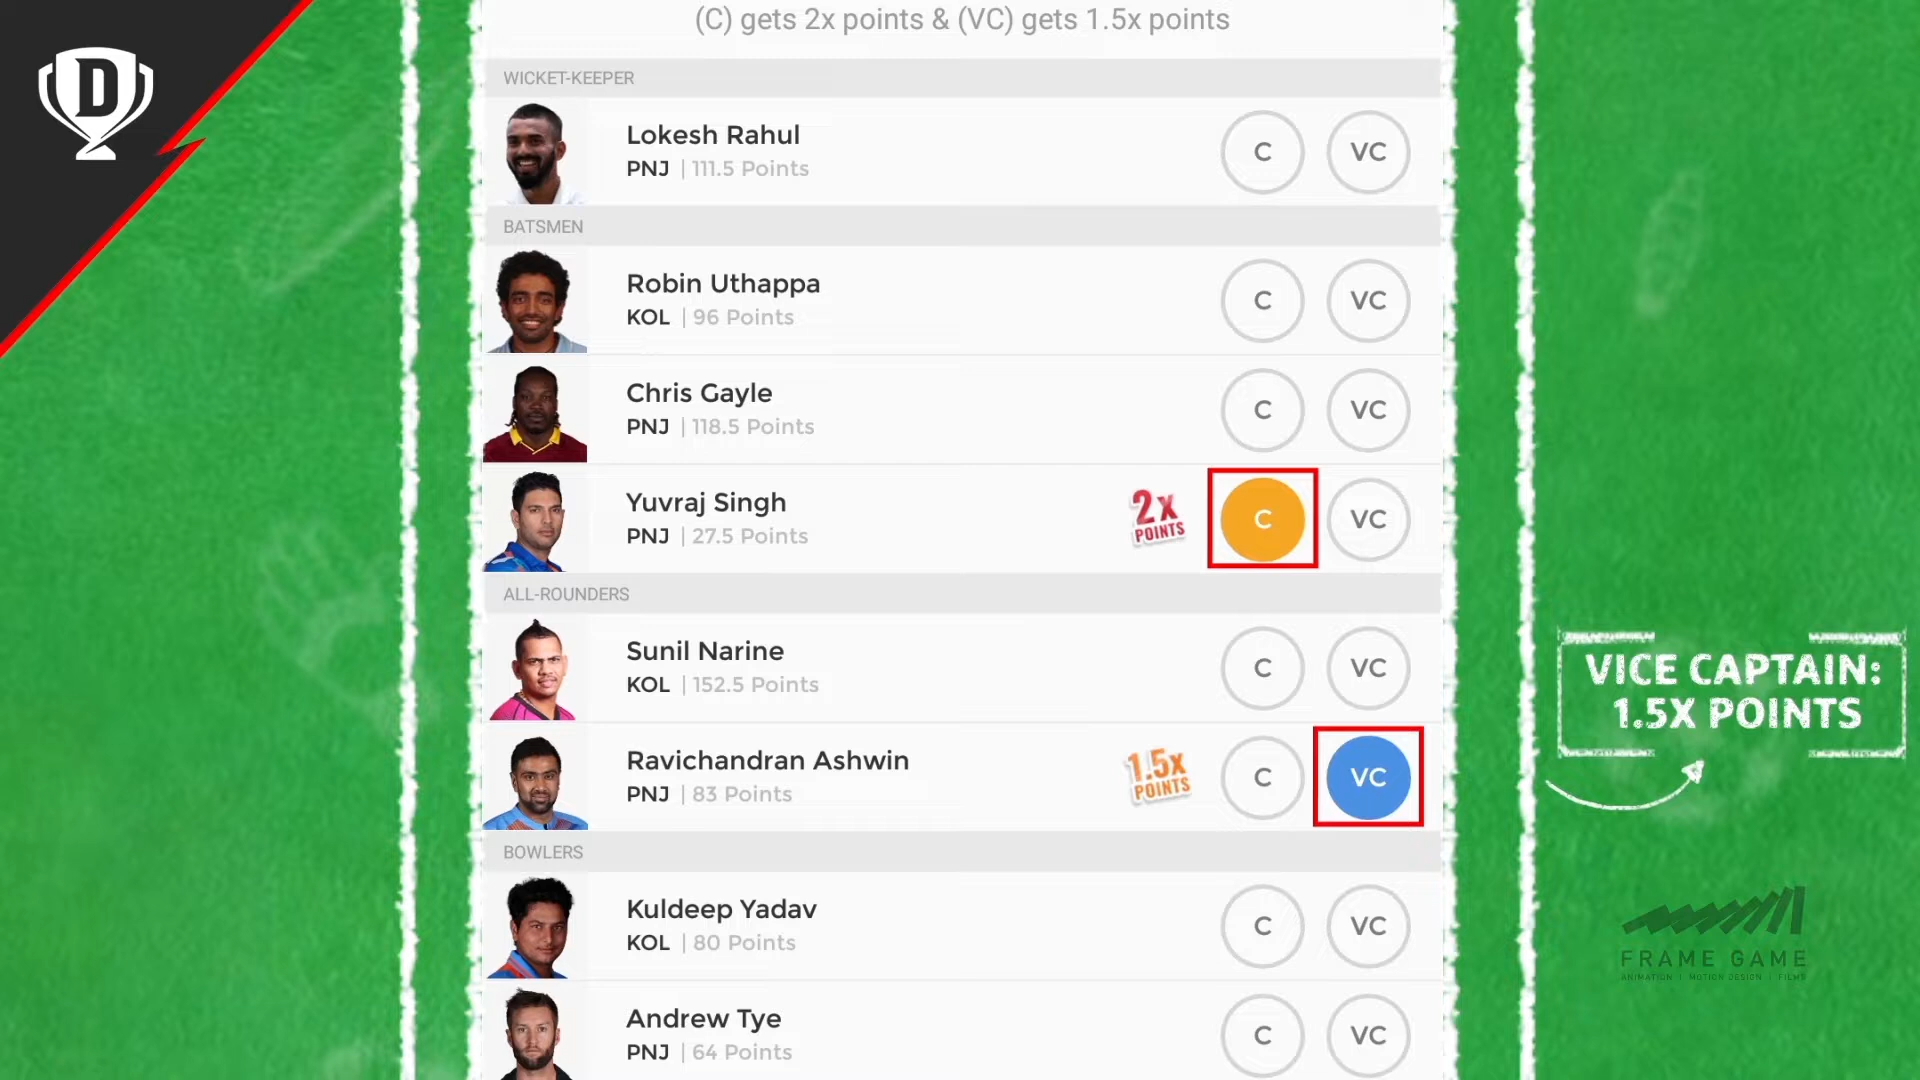 D
(C) gets 2x points & (VC) gets 1.5x points
WICKET-KEEPER
Lokesh Rahul
PNJ | 111.5 Points
C VC
BATSMEN
Robin Uthappa
KOL | 96 Points
C VC
Chris Gayle
PNJ | 118.5 Points
C VC
Yuvraj Singh
PNJ | 27.5 Points
2x
POINTS
C VC
ALL-ROUNDERS
Sunil Narine
KOL | 152.5 Points
C VC
Ravichandran Ashwin
PNJ | 83 Points
1.5x
POINTS
C VC
BOWLERS
Kuldeep Yadav
KOL | 80 Points
C VC
Andrew Tye
PNJ | 64 Points
C VC
VICE CAPTAIN:
1.5X POINTS
FRAME GAME
ANIMATION | MOTION DESIGN | FILMS